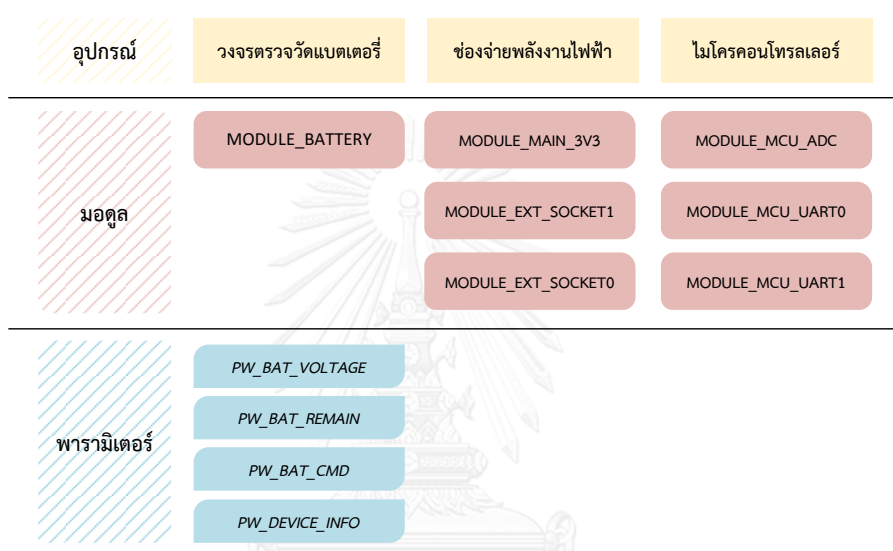 อุปกรณ์ วงจรตรวจวัดแบตเตอรี่ ช่องจ่ายพลังงานไฟฟ้า ไมโครคอนโทรลเลอร์
MODULE_BATTERY MODULE_MAIN_3V3 MODULE_MCU_ADC
มอดูล MODULE_EXT_SOCKET1 MODULE_MCU_UART0
MODULE_EXT_SOCKET0 MODULE_MCU_UART1
PW_BAT_VOLTAGE
PW_BAT_REMAIN
พารามิเตอร์
PW_BAT_CMD
PW_DEVICE_INFO